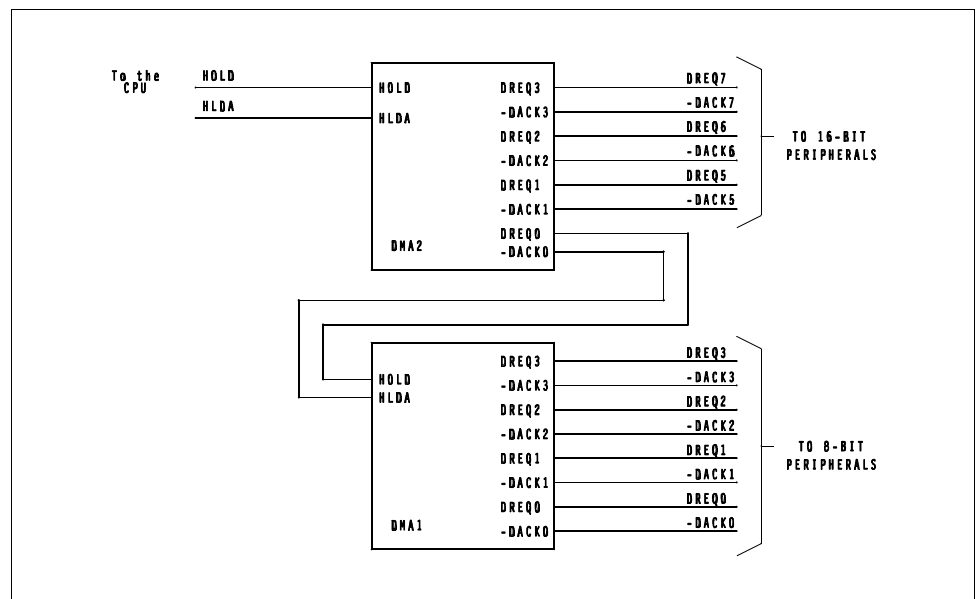 To the
CPU
HOLD
HLDA
HOLD
HLDA
DMA2
DREQ3
-DACK3
DREQ2
-DACK2
DREQ1
-DACK1
DREQ0
-DACK0
DREQ7
-DACK7
DREQ6
-DACK6
DREQ5
-DACK5
TO 16-BIT
PERIPHERALS
HOLD
HLDA
DMA1
DREQ3
-DACK3
DREQ2
-DACK2
DREQ1
-DACK1
DREQ0
-DACK0
DREQ3
-DACK3
DREQ2
-DACK2
DREQ1
-DACK1
DREQ0
-DACK0
TO 8-BIT
PERIPHERALS